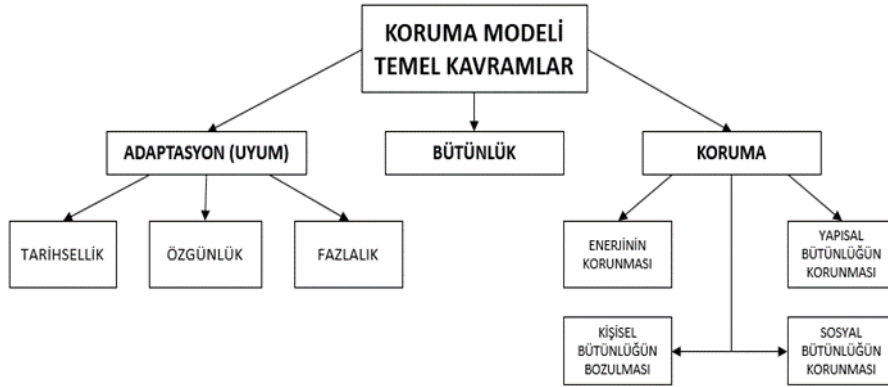 KORUMA MODELİ
TEMEL KAVRAMLAR
ADAPTASYON (UYUM)
BÜTÜNLÜK
KORUMA
TARİHSELLİK
ÖZGÜNLÜK
FAZLALIK
ENERJİNİN
KORUNMASI
YAPISAL
BÜTÜNLÜĞÜN
KORUNMASI
KİŞİSEL
BÜTÜNLÜĞÜN
BOZULMASI
SOSYAL
BÜTÜNLÜĞÜN
KORUNMASI